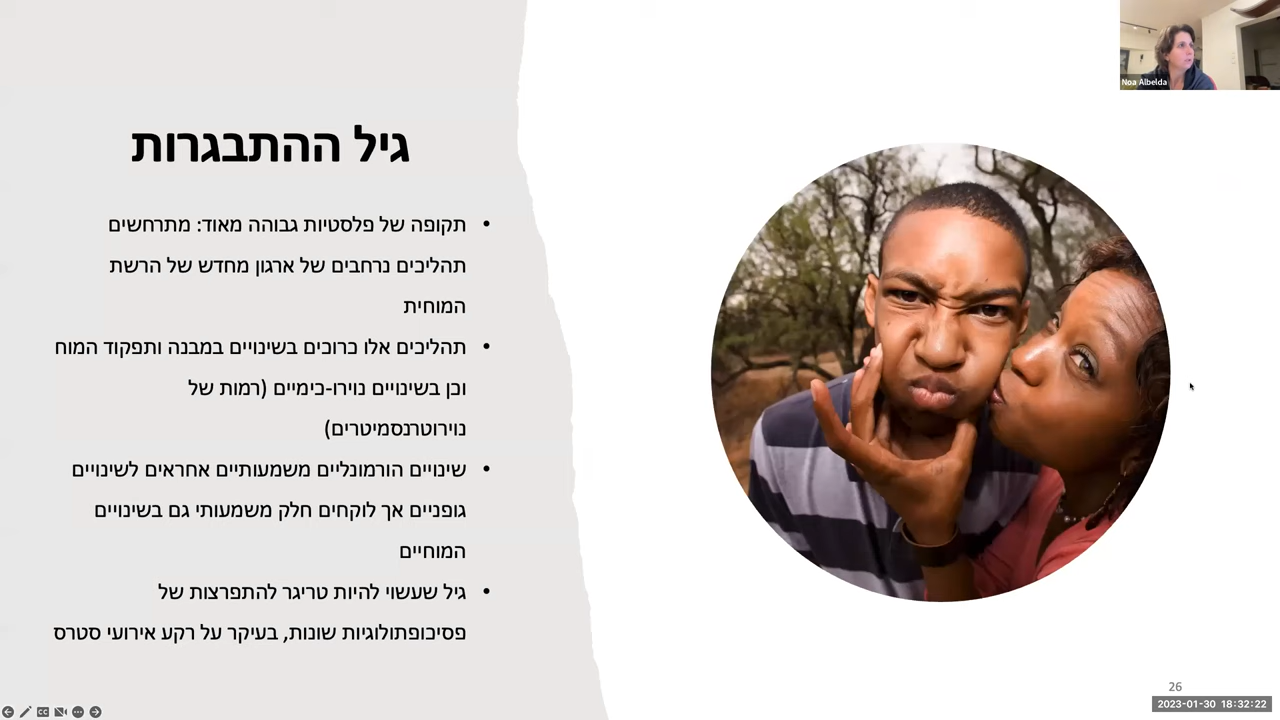 Noa Albelda
גיל ההתבגרות
• תקופה של פלסטיות גבוהה מאוד: מתרחשים
תהליכים נרחבים של ארגון מחדש של הרשת
המוחית
• תהליכים אלו כרוכים בשינויים במבנה ותפקוד המוח
וכן בשינויים נוירו-כימיים (רמות של
נוירוטרנסמיטרים)
• שינויים הורמונליים משמעותיים אחראים לשינויים
גופניים אך לוקחים חלק משמעותי גם בשינויים
המוחיים
• גיל שעשוי להיות טריגר להתפרצות של
פסיכופתולוגיות שונות, בעיקר על רקע אירועי סטרס
26
2023-01-30 18:32:22
CC